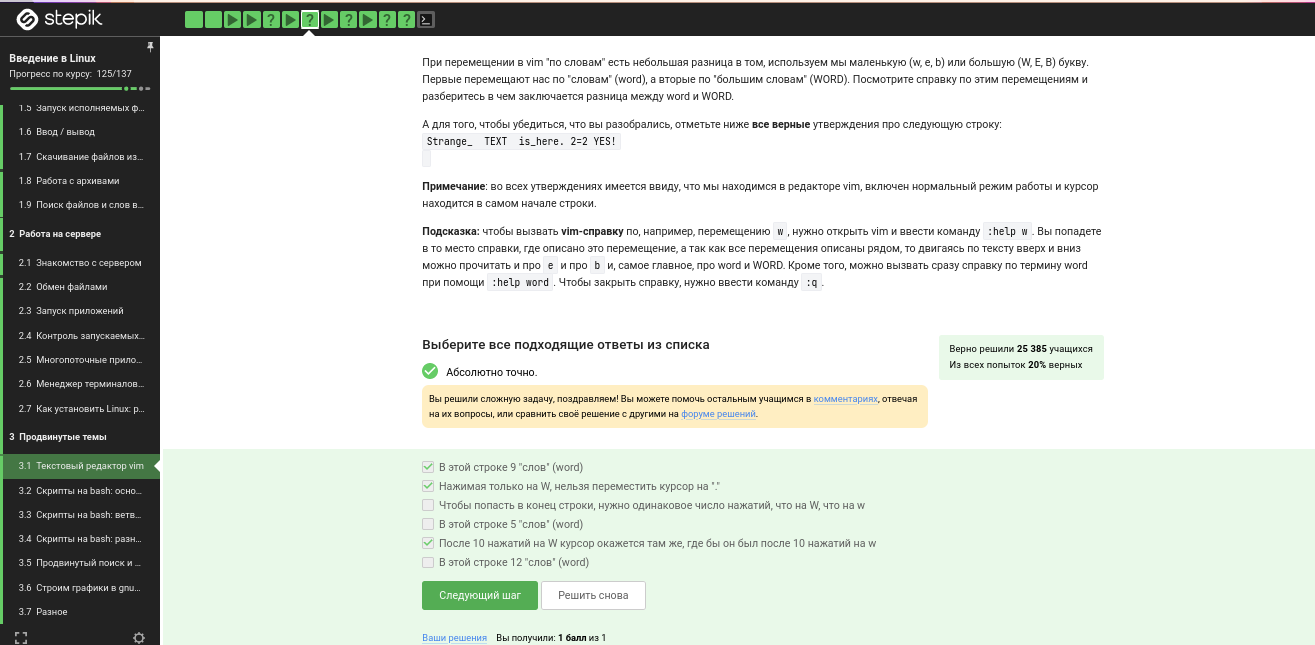 stepik
Введение в Linux
Прогресс по курсу: 125/137
1.5 Запуск исполняемых ф...
1.6 Ввод / вывод
1.7 Скачивание файлов из...
1.8 Работа с архивами
1.9 Поиск файлов и слов в...
2 Работа на сервере
2.1 Знакомство с сервером
2.2 Обмен файлами
2.3 Запуск приложений
2.4 Контроль запускаемых...
2.5 Многопоточные прило...
2.6 Менеджер терминалов...
2.7 Как установить Linux: р...
3 Продвинутые темы
3.1 Текстовый редактор vim
3.2 Скрипты на bash: осно...
3.3 Скрипты на bash: ветв...
3.4 Скрипты на bash: разн...
3.5 Продвинутый поиск и ...
3.6 Строим графики в gnu...
3.7 Разное
При перемещении в vim "по словам" есть небольшая разница в том, используем мы маленькую (w, e, b) или большую (W, E, B) букву.
Первые перемещают нас по "словам" (word), а вторые по "большим словам" (WORD). Посмотрите справку по этим перемещениям и
разберитесь в чем заключается разница между word и WORD.
А для того, чтобы убедиться, что вы разобрались, отметьте ниже все верные утверждения про следующую строку:
Strange_  TEXT  is_here. 2=2 YES!
Примечание: во всех утверждениях имеется ввиду, что мы находимся в редакторе vim, включен нормальный режим работы и курсор
находится в самом начале строки.
Подсказка: чтобы вызвать vim-справку по, например, перемещению w, нужно открыть vim и ввести команду :help w. Вы попадете
в то место справки, где описано это перемещение, а так как все перемещения описаны рядом, то двигаясь по тексту вверх и вниз
можно прочитать и про e и про b и, самое главное, про word и WORD. Кроме того, можно вызвать сразу справку по термину word
при помощи :help word. Чтобы закрыть справку, нужно ввести команду :q.
Выберите все подходящие ответы из списка
Верно решили 25 385 учащихся
Из всех попыток 20% верных
Абсолютно точно.
Вы решили сложную задачу, поздравляем! Вы можете помочь остальным учащимся в комментариях, отвечая
на их вопросы, или сравнить своё решение с другими на форуме решений.
В этой строке 9 "слов" (word)
Нажимая только на W, нельзя переместить курсор на "."
Чтобы попасть в конец строки, нужно одинаковое число нажатий, что на W, что на w
В этой строке 5 "слов" (word)
После 10 нажатий на W курсор окажется там же, где бы он был после 10 нажатий на w
В этой строке 12 "слов" (word)
Следующий шаг
Решить снова
Ваши решения Вы получили: 1 балл из 1